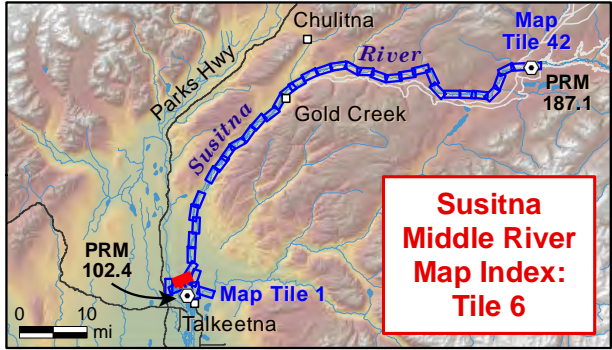 Chulitna
Map
Tile 42
River
Parks Hwy
PRM
187.1
Gold Creek
Susitna
Susitna
Middle River
Map Index:
Tile 6
PRM
102.4
Map Tile 1
0 10
mi
Talkeetna